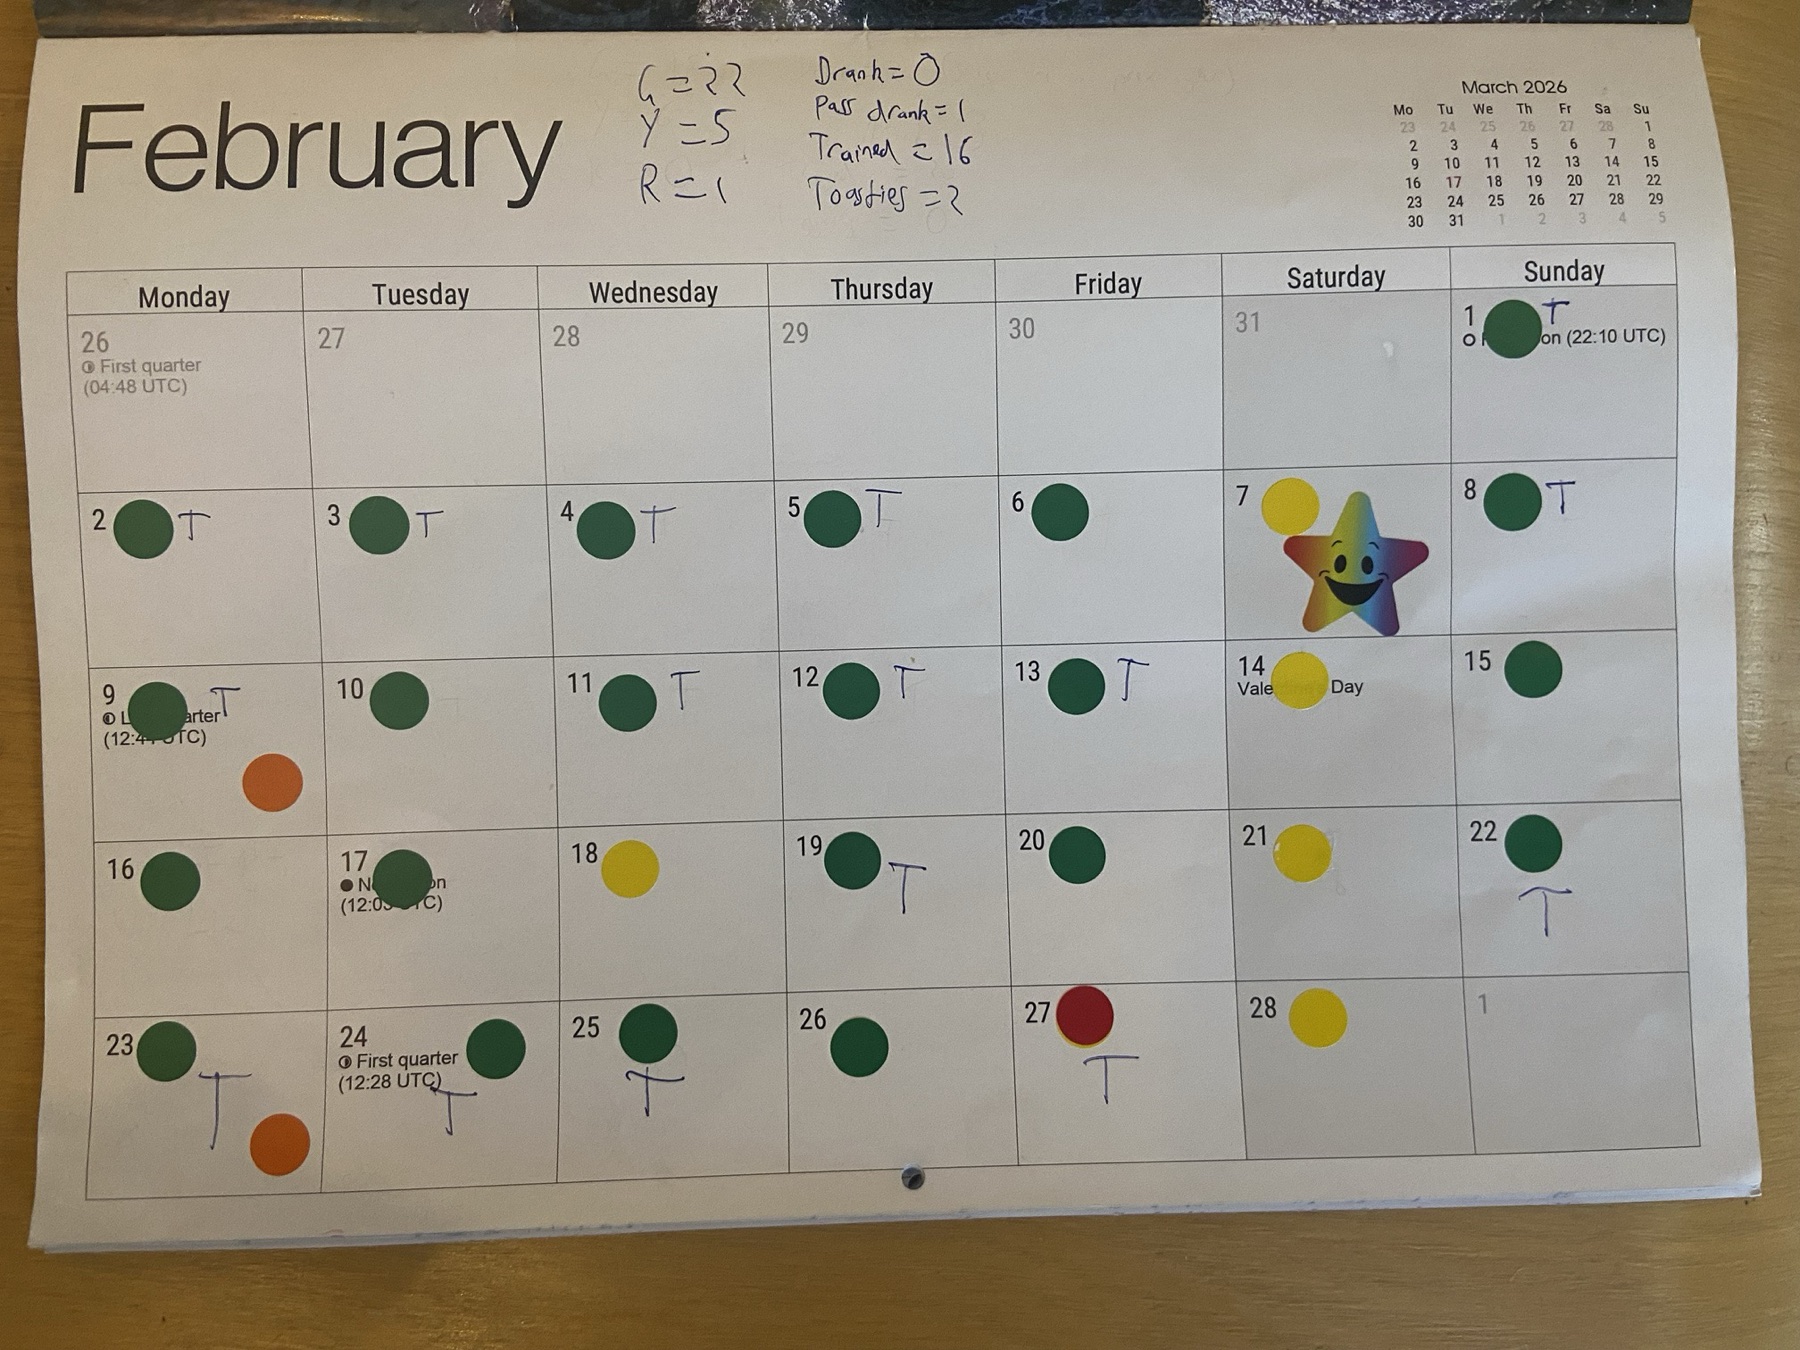 February
G = 22
Y = 5
R = 1
Drank = 0
Pass drank = 1
Trained = 16
Toasties = 2
March 2026
Mo Tu We Th Fr Sa Su
23 24 25 26 27 28 1
2 3 4 5 6 7 8
9 10 11 12 13 14 15
16 17 18 19 20 21 22
23 24 25 26 27 28 29
30 31 1 2 3 4 5
Monday Tuesday Wednesday Thursday Friday Saturday Sunday
26 27 28 29 30 31 1 T
First quarter
(04:48 UTC)
on (22:10 UTC)
2 T 3 T 4 T 5 T 6 7 8 T
9 T 10 11 T 12 T 13 T 14 15
L arter
(12:4 UTC)
Vale Day
16 17 18 19 T 20 21 22 T
N on
(12:0 TC)
23 T 24 T 25 T 26 27 T 28 1
First quarter
(12:28 UTC)